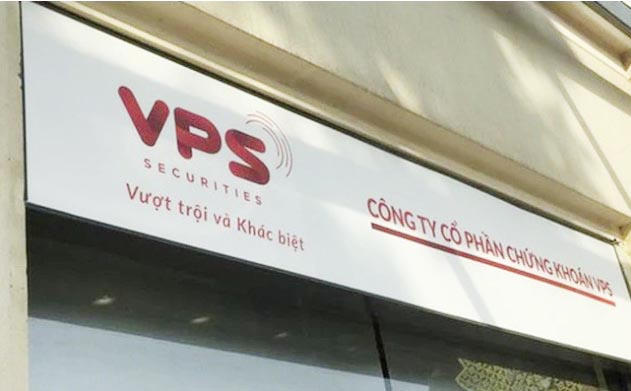 VPS
SECURITIES
Vượt trội và Khác biệt
CÔNG TY CỔ PHẦN CHỨNG KHOÁN VPS